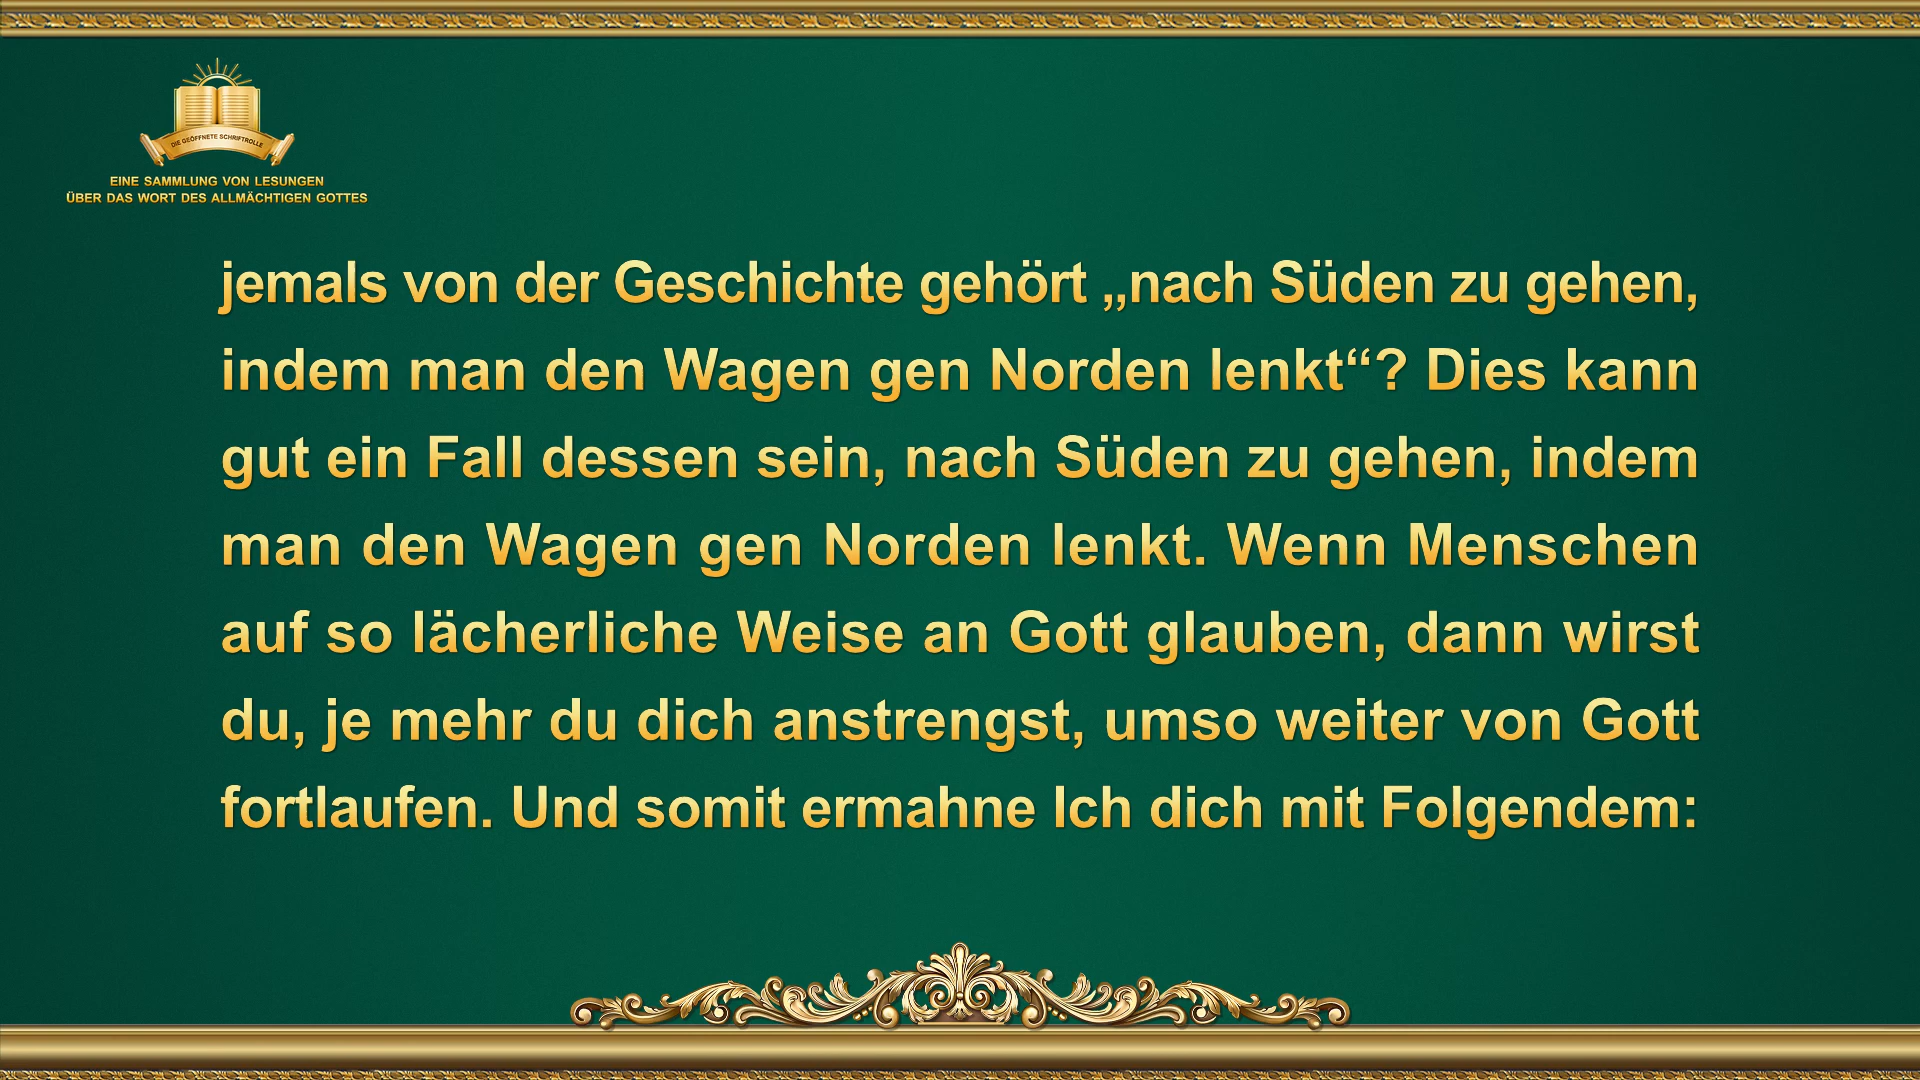 DIE GEÖFFNETE SCHRIFTROLLE
EINE SAMMLUNG VON LESUNGEN
ÜBER DAS WORT DES ALLMÄCHTIGEN GOTTES
jemals von der Geschichte gehört „nach Süden zu gehen,
indem man den Wagen gen Norden lenkt“? Dies kann
gut ein Fall dessen sein, nach Süden zu gehen, indem
man den Wagen gen Norden lenkt. Wenn Menschen
auf so lächerliche Weise an Gott glauben, dann wirst
du, je mehr du dich anstrengst, umso weiter von Gott
fortlaufen. Und somit ermahne Ich dich mit Folgendem: